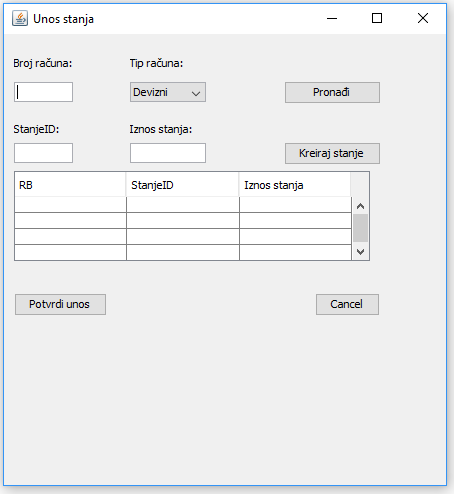 Unos stanja
Broj računa: Tip računa:
Devizni Pronađi
StanjeID: Iznos stanja:
Kreiraj stanje
RB StanjeID Iznos stanja
Potvrdi unos Cancel